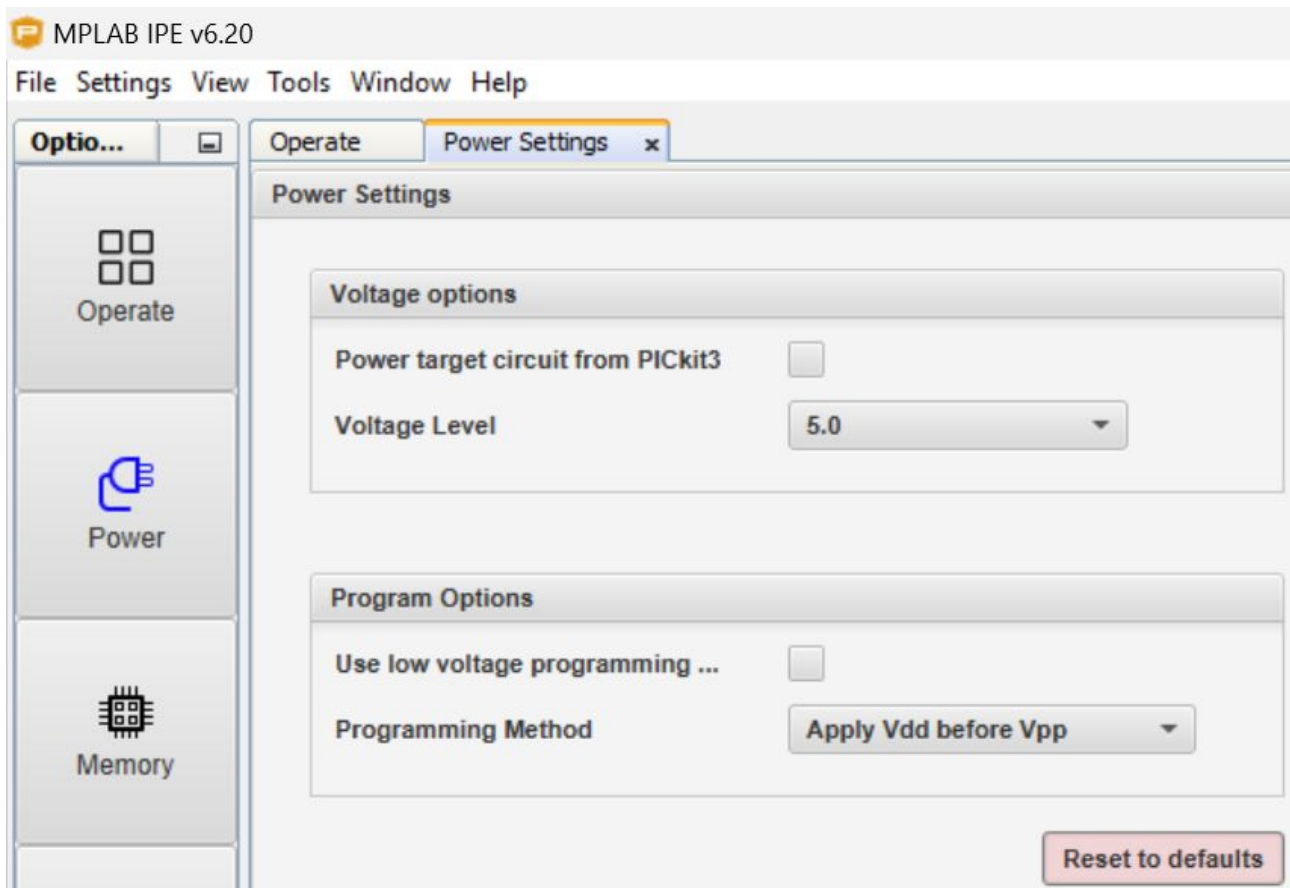 MPLAB IPE v6.20
File Settings View Tools Window Help
Optio...
Operate
Power Settings
Power Settings
Operate
Voltage options
Power target circuit from PICkit3
Voltage Level 5.0
Power
Program Options
Use low voltage programming ...
Programming Method Apply Vdd before Vpp
Memory
Reset to defaults